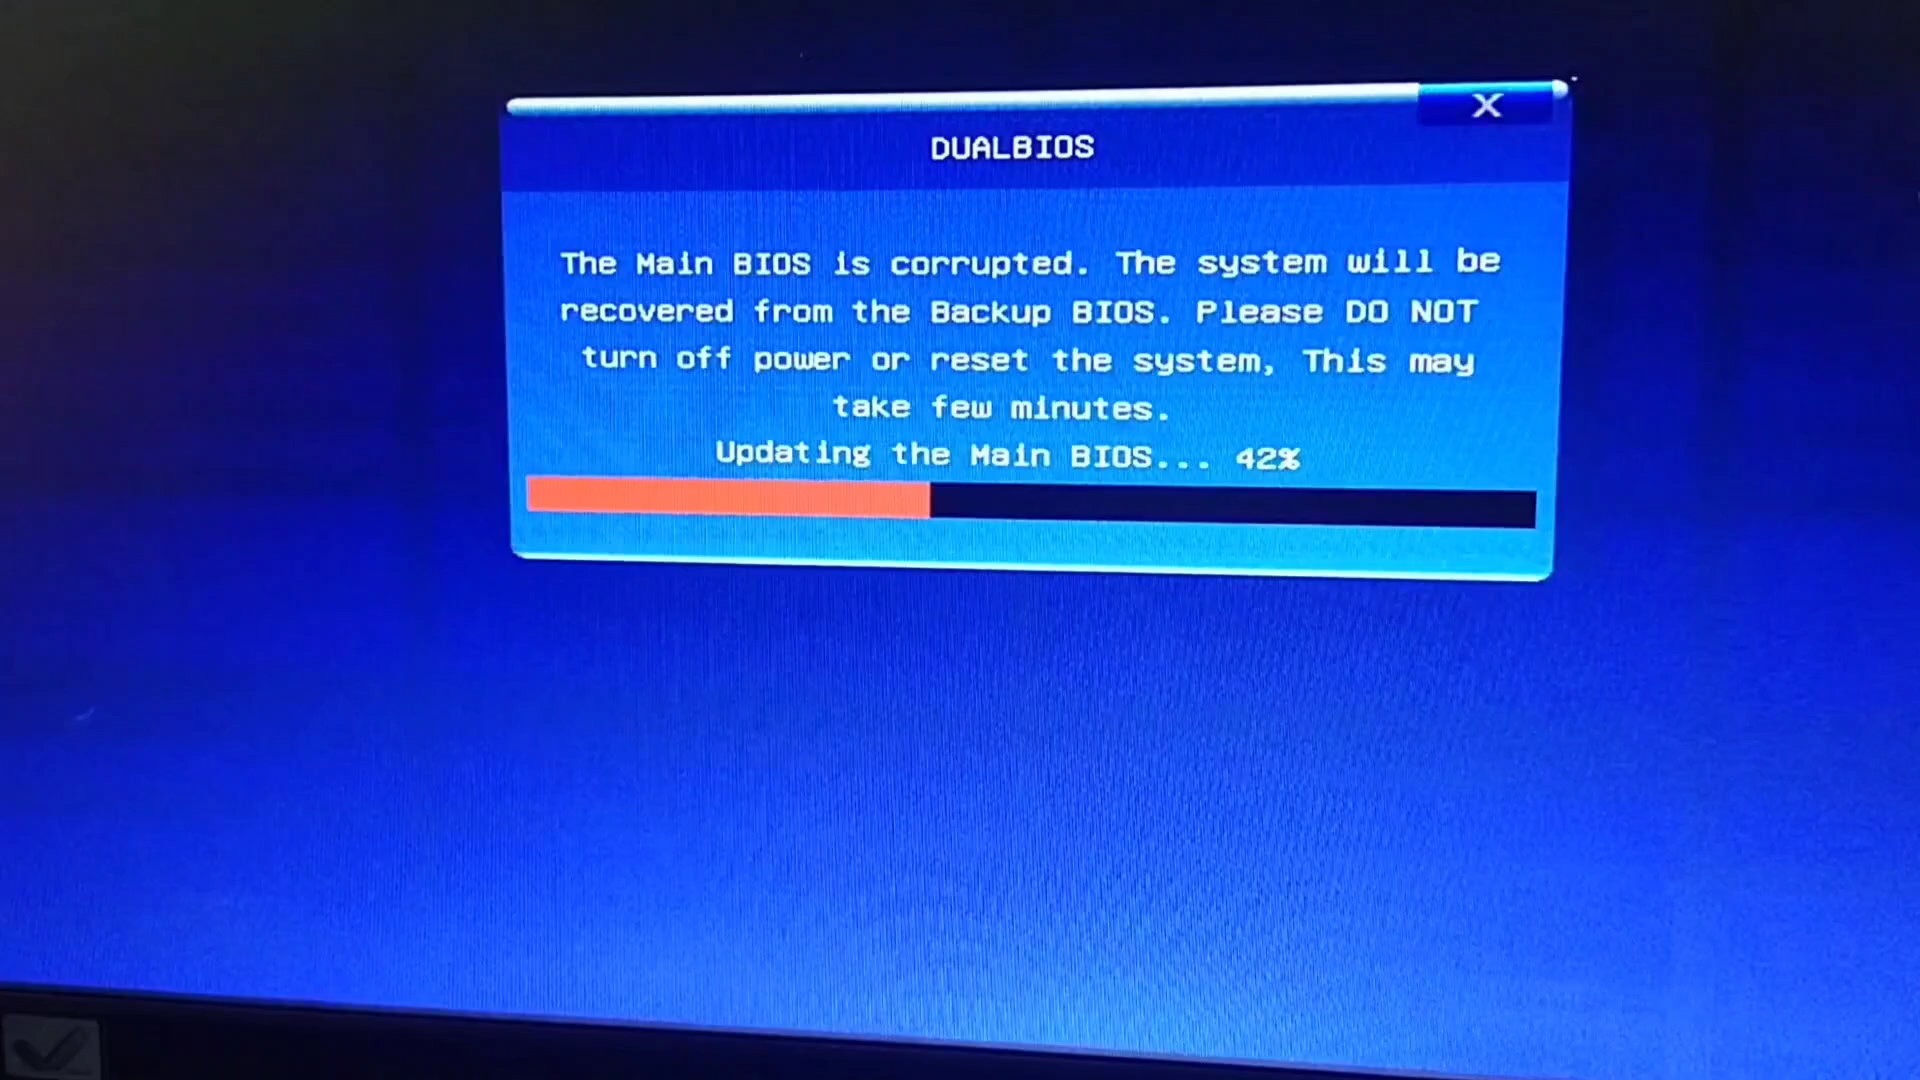 X
DUALBIOS
The Main BIOS is corrupted. The system will be
recovered from the Backup BIOS. Please DO NOT
turn off power or reset the system, This may
take few minutes.
Updating the Main BIOS... 42%